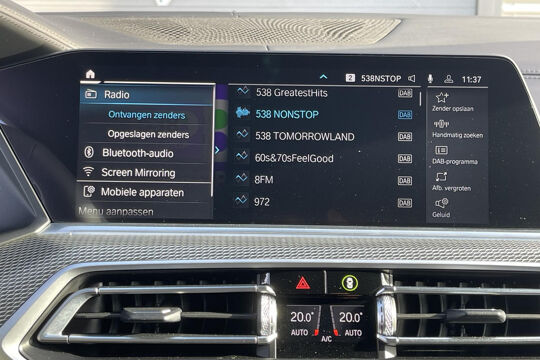 2 538NSTOP 11:37
Radio
Ontvangen zenders
Opgeslagen zenders
Bluetooth-audio
Screen Mirroring
Mobiele apparaten
Menu aanpassen
538 GreatestHits DAB
538 NONSTOP DAB
538 TOMORROWLAND DAB
60s&70sFeelGood DAB
8FM DAB
972 DAB
Zender opslaan
Handmatig zoeken
DAB-programma
Afb. vergroten
Geluid
20.0° 20.0°
AUTO AUTO
A/C